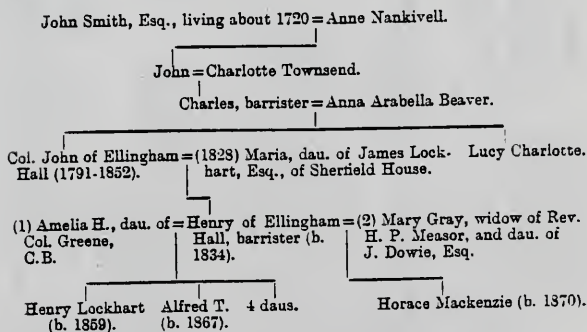 John Smith, Esq., living about 1720=Anne Nankivell.
John=Charlotte Townsend.
Charles, barrister=Anna Arabella Beaver.
Col. John of Ellingham=(1828) Maria, dau. of James Lock- Lucy Charlotte.
Hall (1791-1852). hart, Esq., of Sherfield House.
(1) Amelia H., dau. of=Henry of Ellingham=(2) Mary Gray, widow of Rev.
Col. Greene, Hall, barrister (b. H. P. Measor, and dau. of
C.B. 1834). J. Dowie, Esq.
Henry Lockhart Alfred T. 4 daus. Horace Mackenzie (b. 1870).
(b. 1859). (b. 1867).